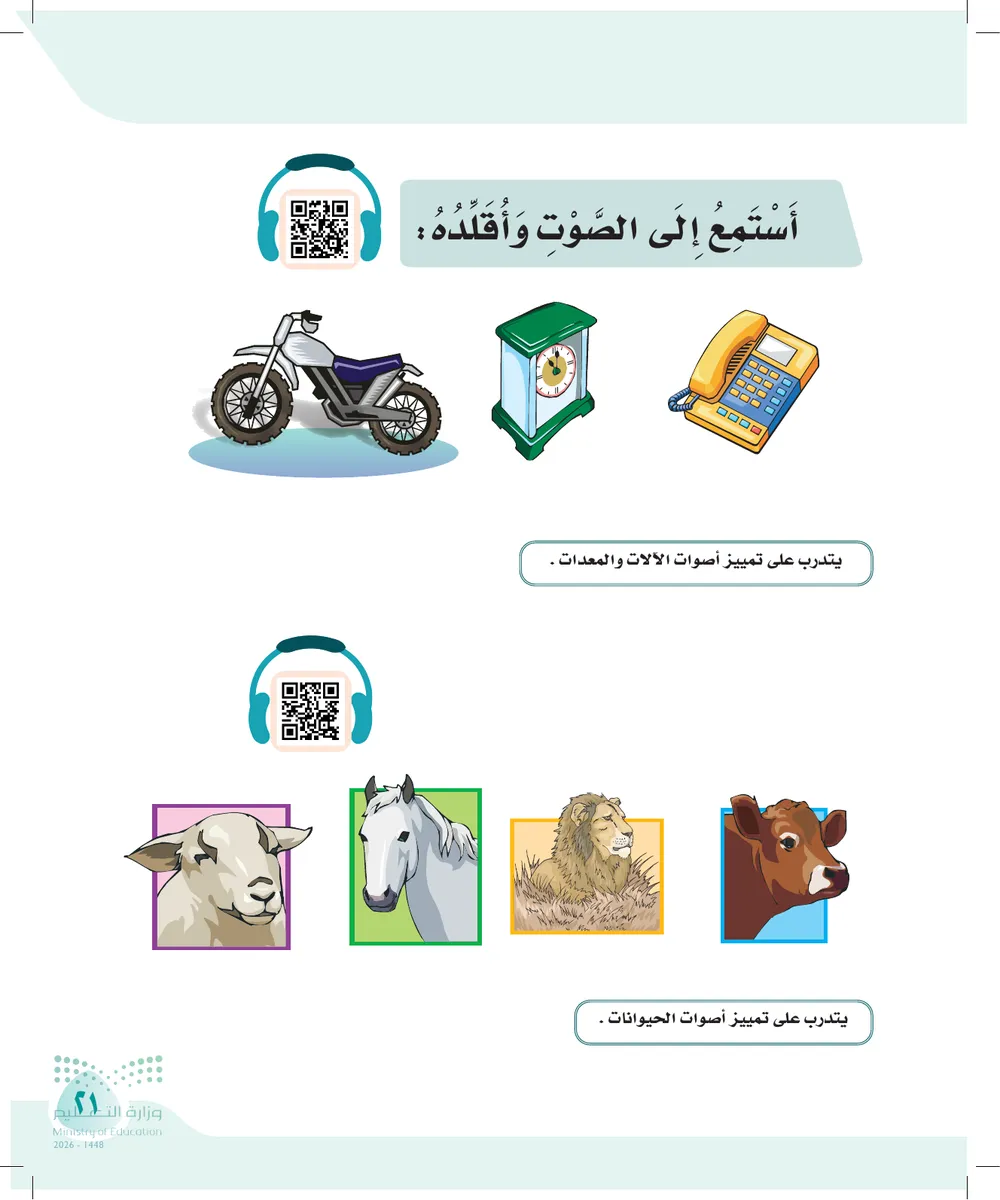 أَسْتَمِعُ إِلَى الصَّوْتِ وَأُقَلِّدُهُ :
يتدرب على تمييز أصوات الآلات والمعدات .
يتدرب على تمييز أصوات الحيوانات .
٢١
وزارة التعليم
Ministry of Education
2026 - 1448